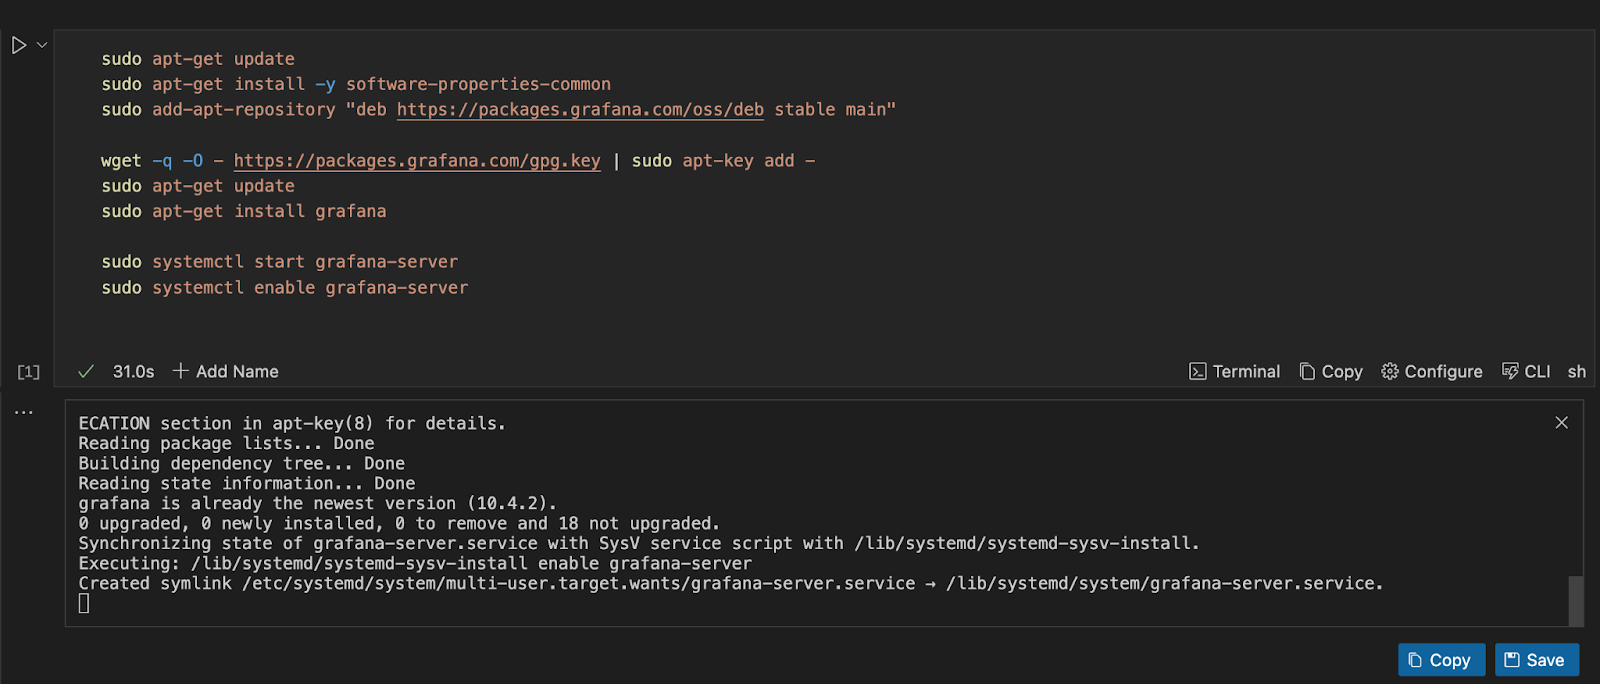 sudo apt-get update
sudo apt-get install -y software-properties-common
sudo add-apt-repository "deb https://packages.grafana.com/oss/deb stable main"
wget -q -O - https://packages.grafana.com/gpg.key | sudo apt-key add -
sudo apt-get update
sudo apt-get install grafana
sudo systemctl start grafana-server
sudo systemctl enable grafana-server
[1] 31.0s Add Name Terminal Copy Configure CLI sh
ECATION section in apt-key(8) for details.
Reading package lists... Done
Building dependency tree... Done
Reading state information... Done
grafana is already the newest version (10.4.2).
0 upgraded, 0 newly installed, 0 to remove and 18 not upgraded.
Synchronizing state of grafana-server.service with SysV service script with /lib/systemd/systemd-sysv-install.
Executing: /lib/systemd/systemd-sysv-install enable grafana-server
Created symlink /etc/systemd/system/multi-user.target.wants/grafana-server.service → /lib/systemd/system/grafana-server.service.
Copy Save